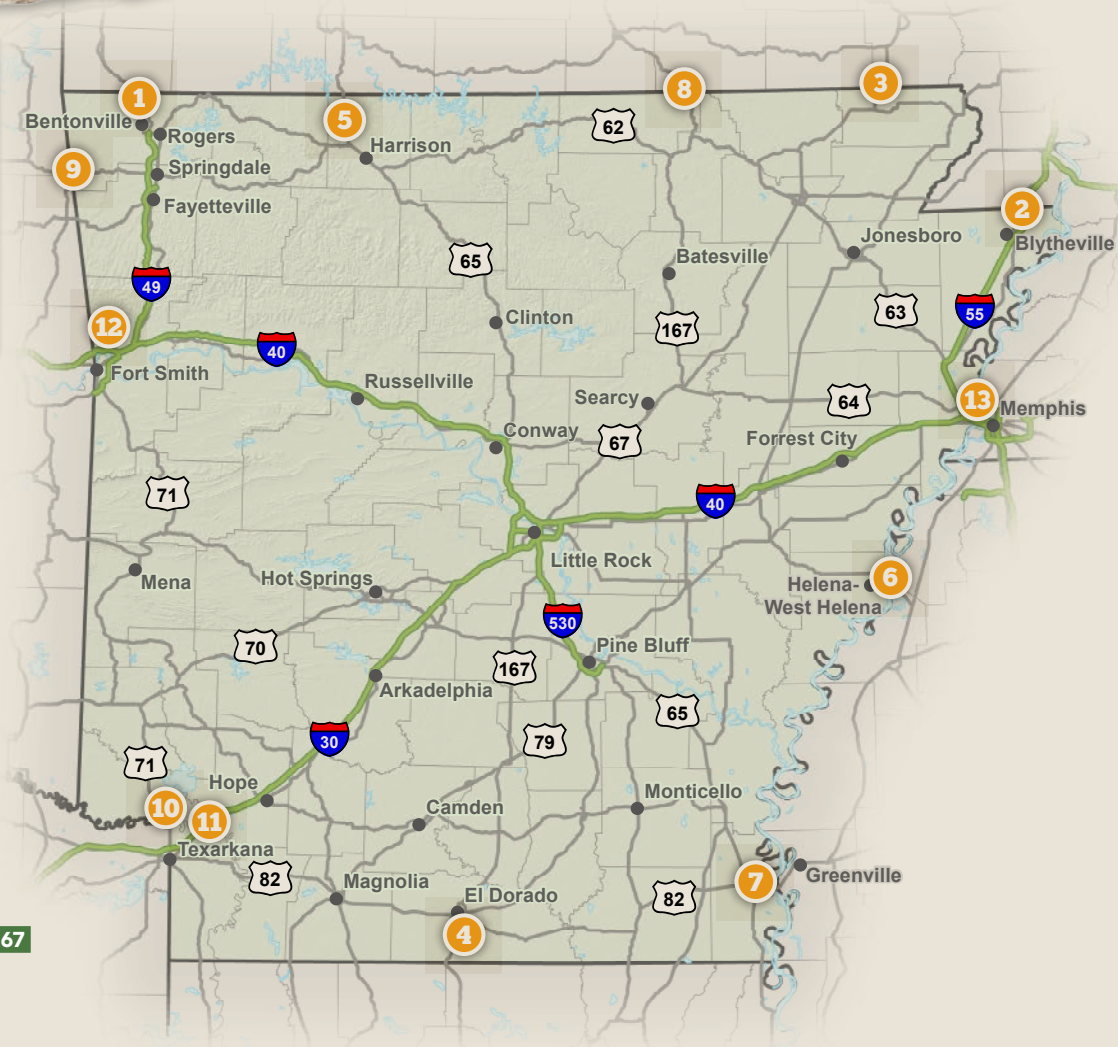 1
3
8
5
62
Bentonville
Rogers
Harrison
9
Springdale
Fayetteville
2
Blytheville
Jonesboro
65
Batesville
49
63
55
12
Clinton
167
40
Fort Smith
Russellville
Searcy
64
13
Memphis
Conway
67
Forrest City
71
40
Little Rock
Mena
Hot Springs
Helena-
West Helena
6
530
70
Pine Bluff
167
Arkadelphia
65
30
79
71
Hope
Monticello
10
11
Camden
Texarkana
82
Magnolia
El Dorado
82
7
Greenville
4
67